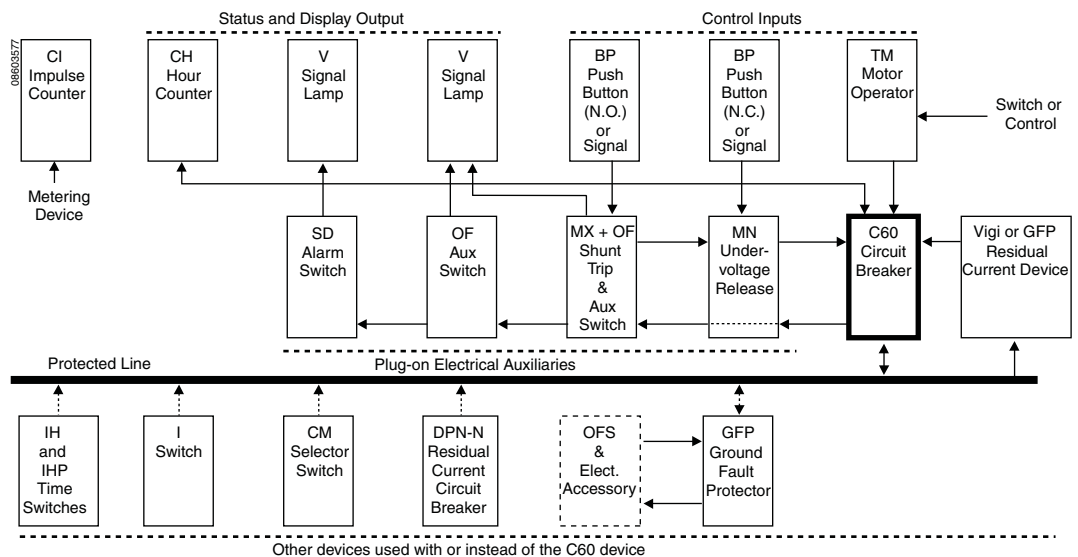 Status and Display Output
Control Inputs
08603577
CI
Impulse
Counter
CH
Hour
Counter
V
Signal
Lamp
V
Signal
Lamp
BP
Push
Button
(N.O.)
or
Signal
BP
Push
Button
(N.C.)
or
Signal
TM
Motor
Operator
Switch or
Control
Metering
Device
SD
Alarm
Switch
OF
Aux
Switch
MX + OF
Shunt
Trip
&
Aux
Switch
MN
Under-
voltage
Release
C60
Circuit
Breaker
Vigi or GFP
Residual
Current Device
Protected Line
Plug-on Electrical Auxiliaries
IH
and
IHP
Time
Switches
I
Switch
CM
Selector
Switch
DPN-N
Residual
Current
Circuit
Breaker
OFS
&
Elect.
Accessory
GFP
Ground
Fault
Protector
Other devices used with or instead of the C60 device